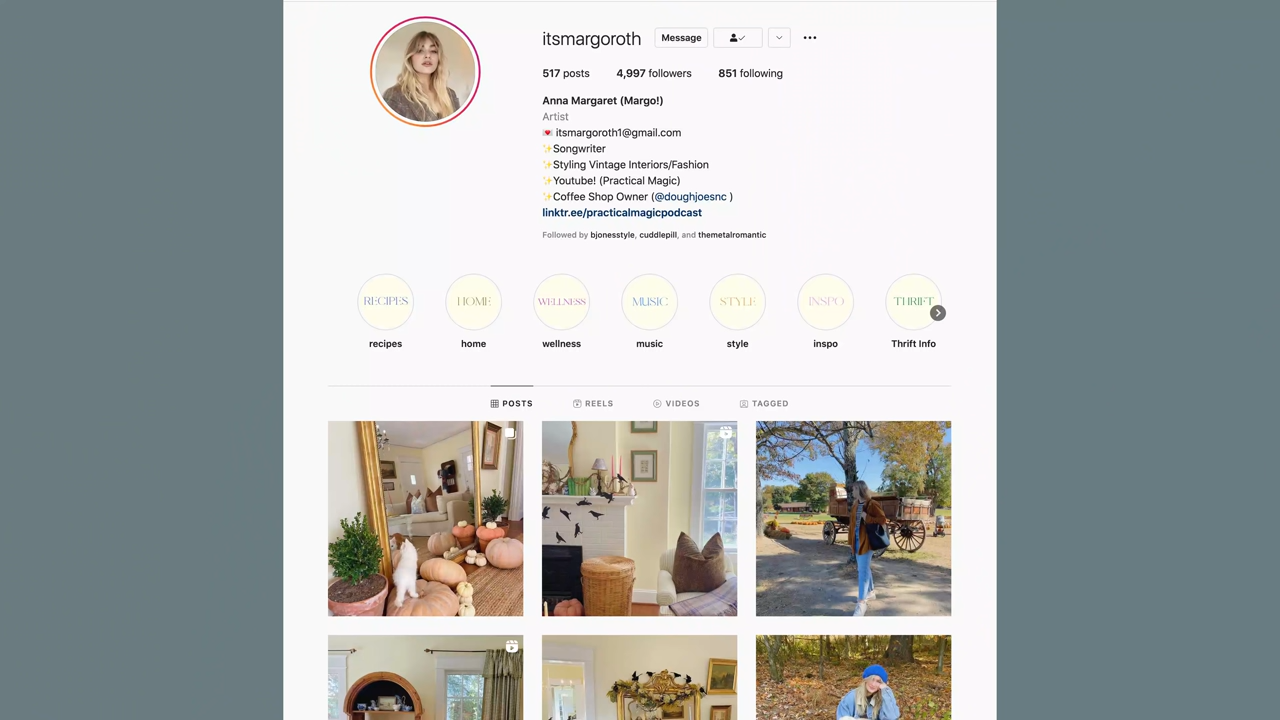 itsmargoroth Message
517 posts 4,997 followers 851 following
Anna Margaret (Margo!)
Artist
💌 itsmargoroth1@gmail.com
✨Songwriter
✨Styling Vintage Interiors/Fashion
✨Youtube! (Practical Magic)
✨Coffee Shop Owner (@doughjoesnc )
linktr.ee/practicalmagicpodcast
Followed by bjonesstyle, cuddlepill, and themetalromantic
RECIPES HOME WELLNESS MUSIC STYLE INSPO THRIFT
recipes home wellness music style inspo Thrift Info
POSTS REELS VIDEOS TAGGED